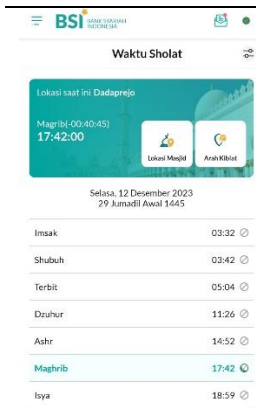 BSI BANK SYARIAH
INDONESIA
Waktu Sholat
Lokasi saat ini Dadaprejo
Magrib(-00:40:45)
17:42:00
Lokasi Masjid
Arah Kiblat
Selasa, 12 Desember 2023
29 Jumadil Awal 1445
Imsak 03:32
Shubuh 03:42
Terbit 05:04
Dzuhur 11:26
Ashr 14:52
Maghrib 17:42
Isya 18:59